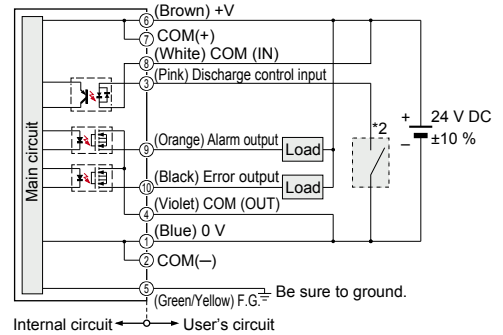 ⑥ (Brown) +V
⑦ COM(+)
⑧ (White) COM (IN)
③ (Pink) Discharge control input
⑨ (Orange) Alarm output
Load
⑩ (Black) Error output
Load
④ (Violet) COM (OUT)
① (Blue) 0 V
② COM(−)
⑤ (Green/Yellow) F.G.
Be sure to ground.
Main circuit
*2
+
−
24 V DC
±10 %
Internal circuit
User's circuit